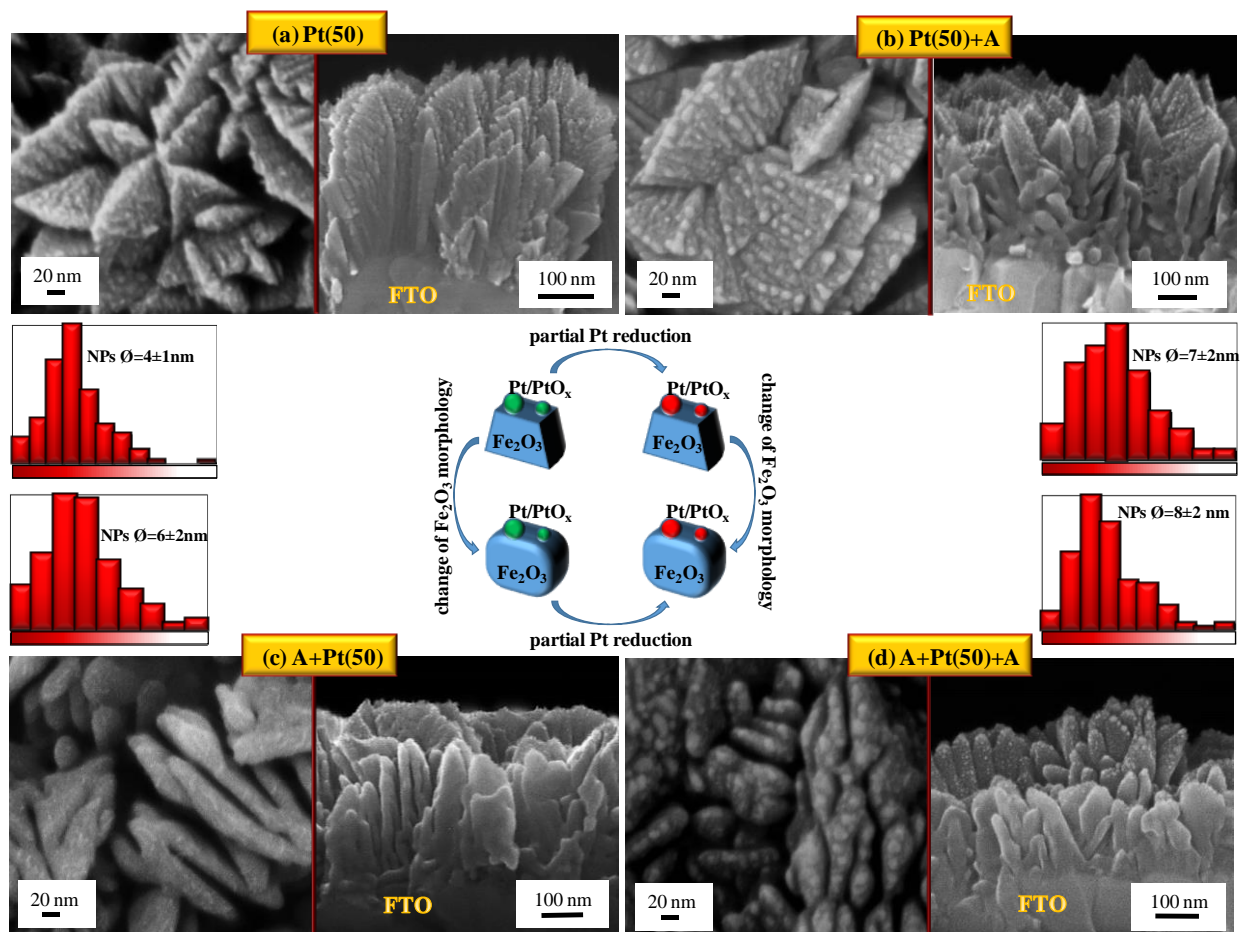 (a) Pt(50)
(b) Pt(50)+A
20 nm
FTO
100 nm
20 nm
FTO
100 nm
NPs Ø=4±1nm
NPs Ø=6±2nm
partial Pt reduction
Pt/PtOₓ
Fe₂O₃
Pt/PtOₓ
Fe₂O₃
change of Fe₂O₃ morphology
change of Fe₂O₃ morphology
Pt/PtOₓ
Fe₂O₃
Pt/PtOₓ
Fe₂O₃
partial Pt reduction
NPs Ø=7±2nm
NPs Ø=8±2 nm
(c) A+Pt(50)
(d) A+Pt(50)+A
20 nm
FTO
100 nm
20 nm
FTO
100 nm